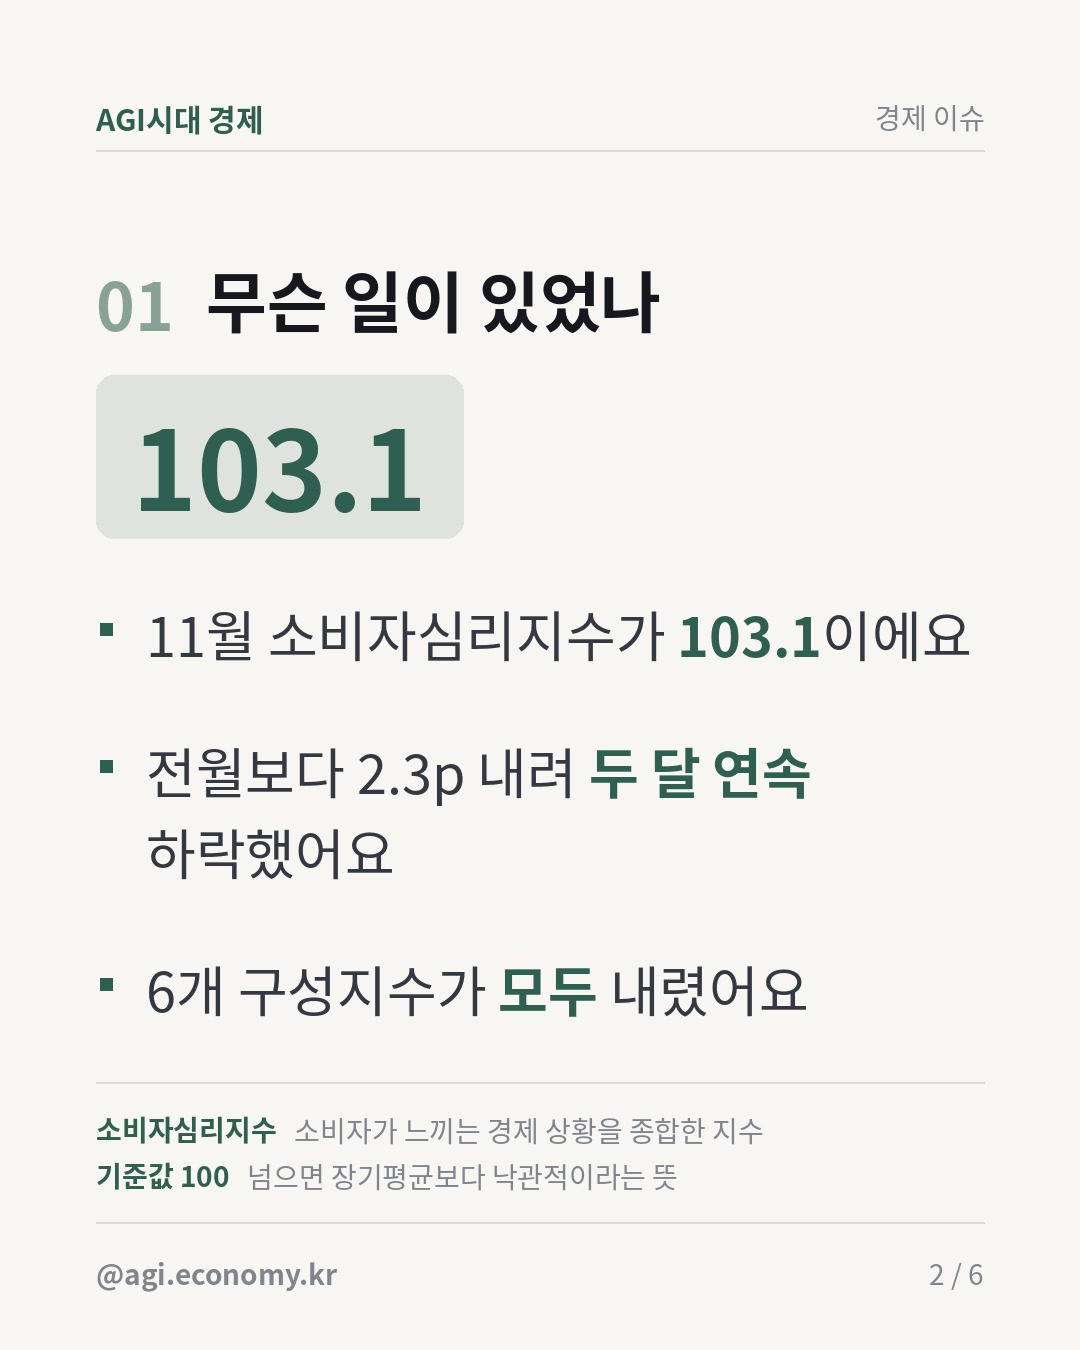 AGI시대 경제
경제 이슈
01 무슨 일이 있었나
103.1
▪ 11월 소비자심리지수가 103.1이에요
▪ 전월보다 2.3p 내려 두 달 연속
하락했어요
▪ 6개 구성지수가 모두 내렸어요
소비자심리지수 소비자가 느끼는 경제 상황을 종합한 지수
기준값 100 넘으면 장기평균보다 낙관적이라는 뜻
@agi.economy.kr
2 / 6